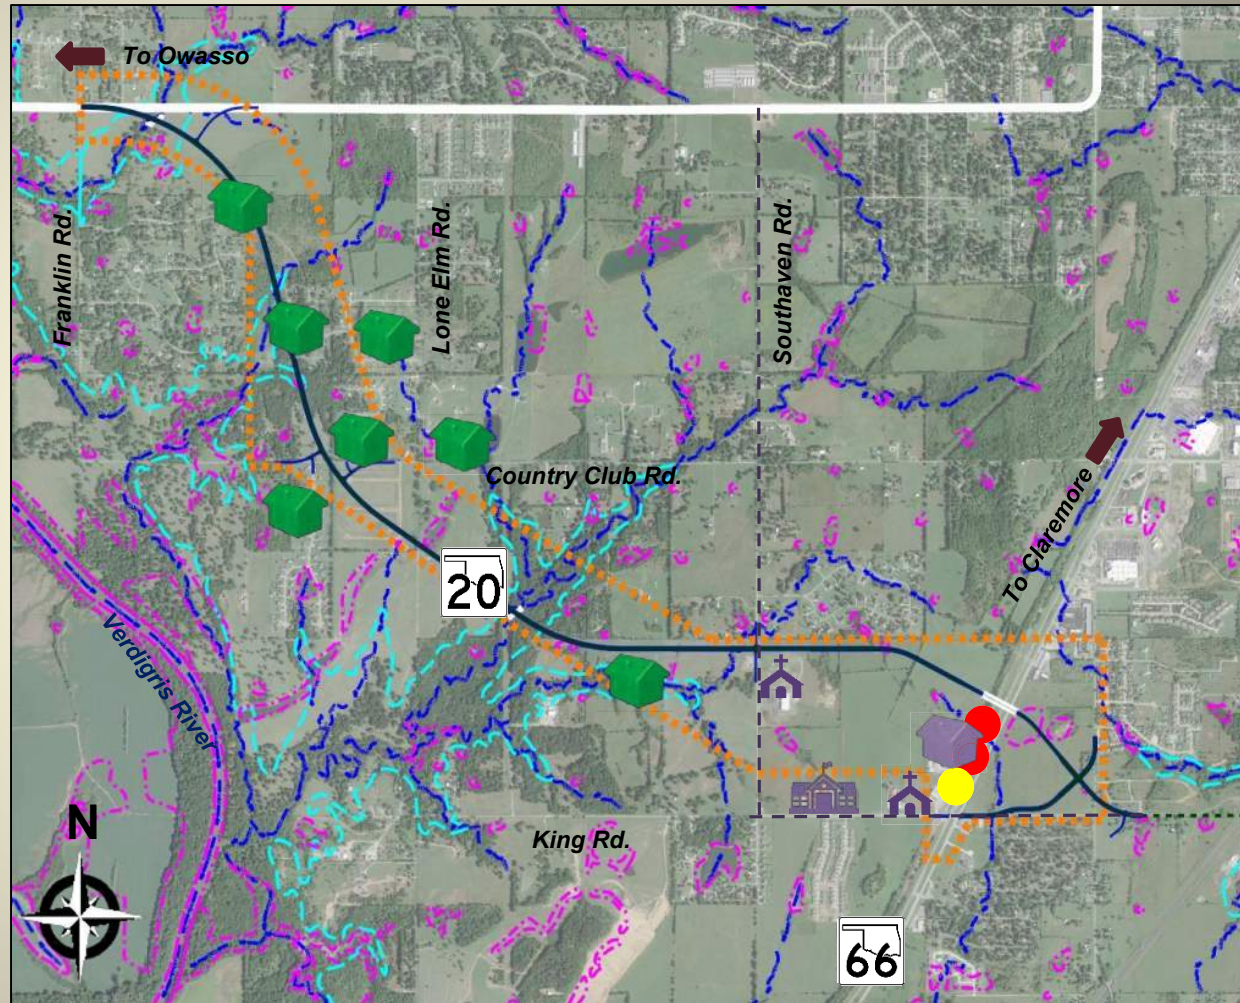 To Owasso
Franklin Rd.
Lone Elm Rd.
Southaven Rd.
Country Club Rd.
To Claremore
20
Verdigris River
King Rd.
N
66